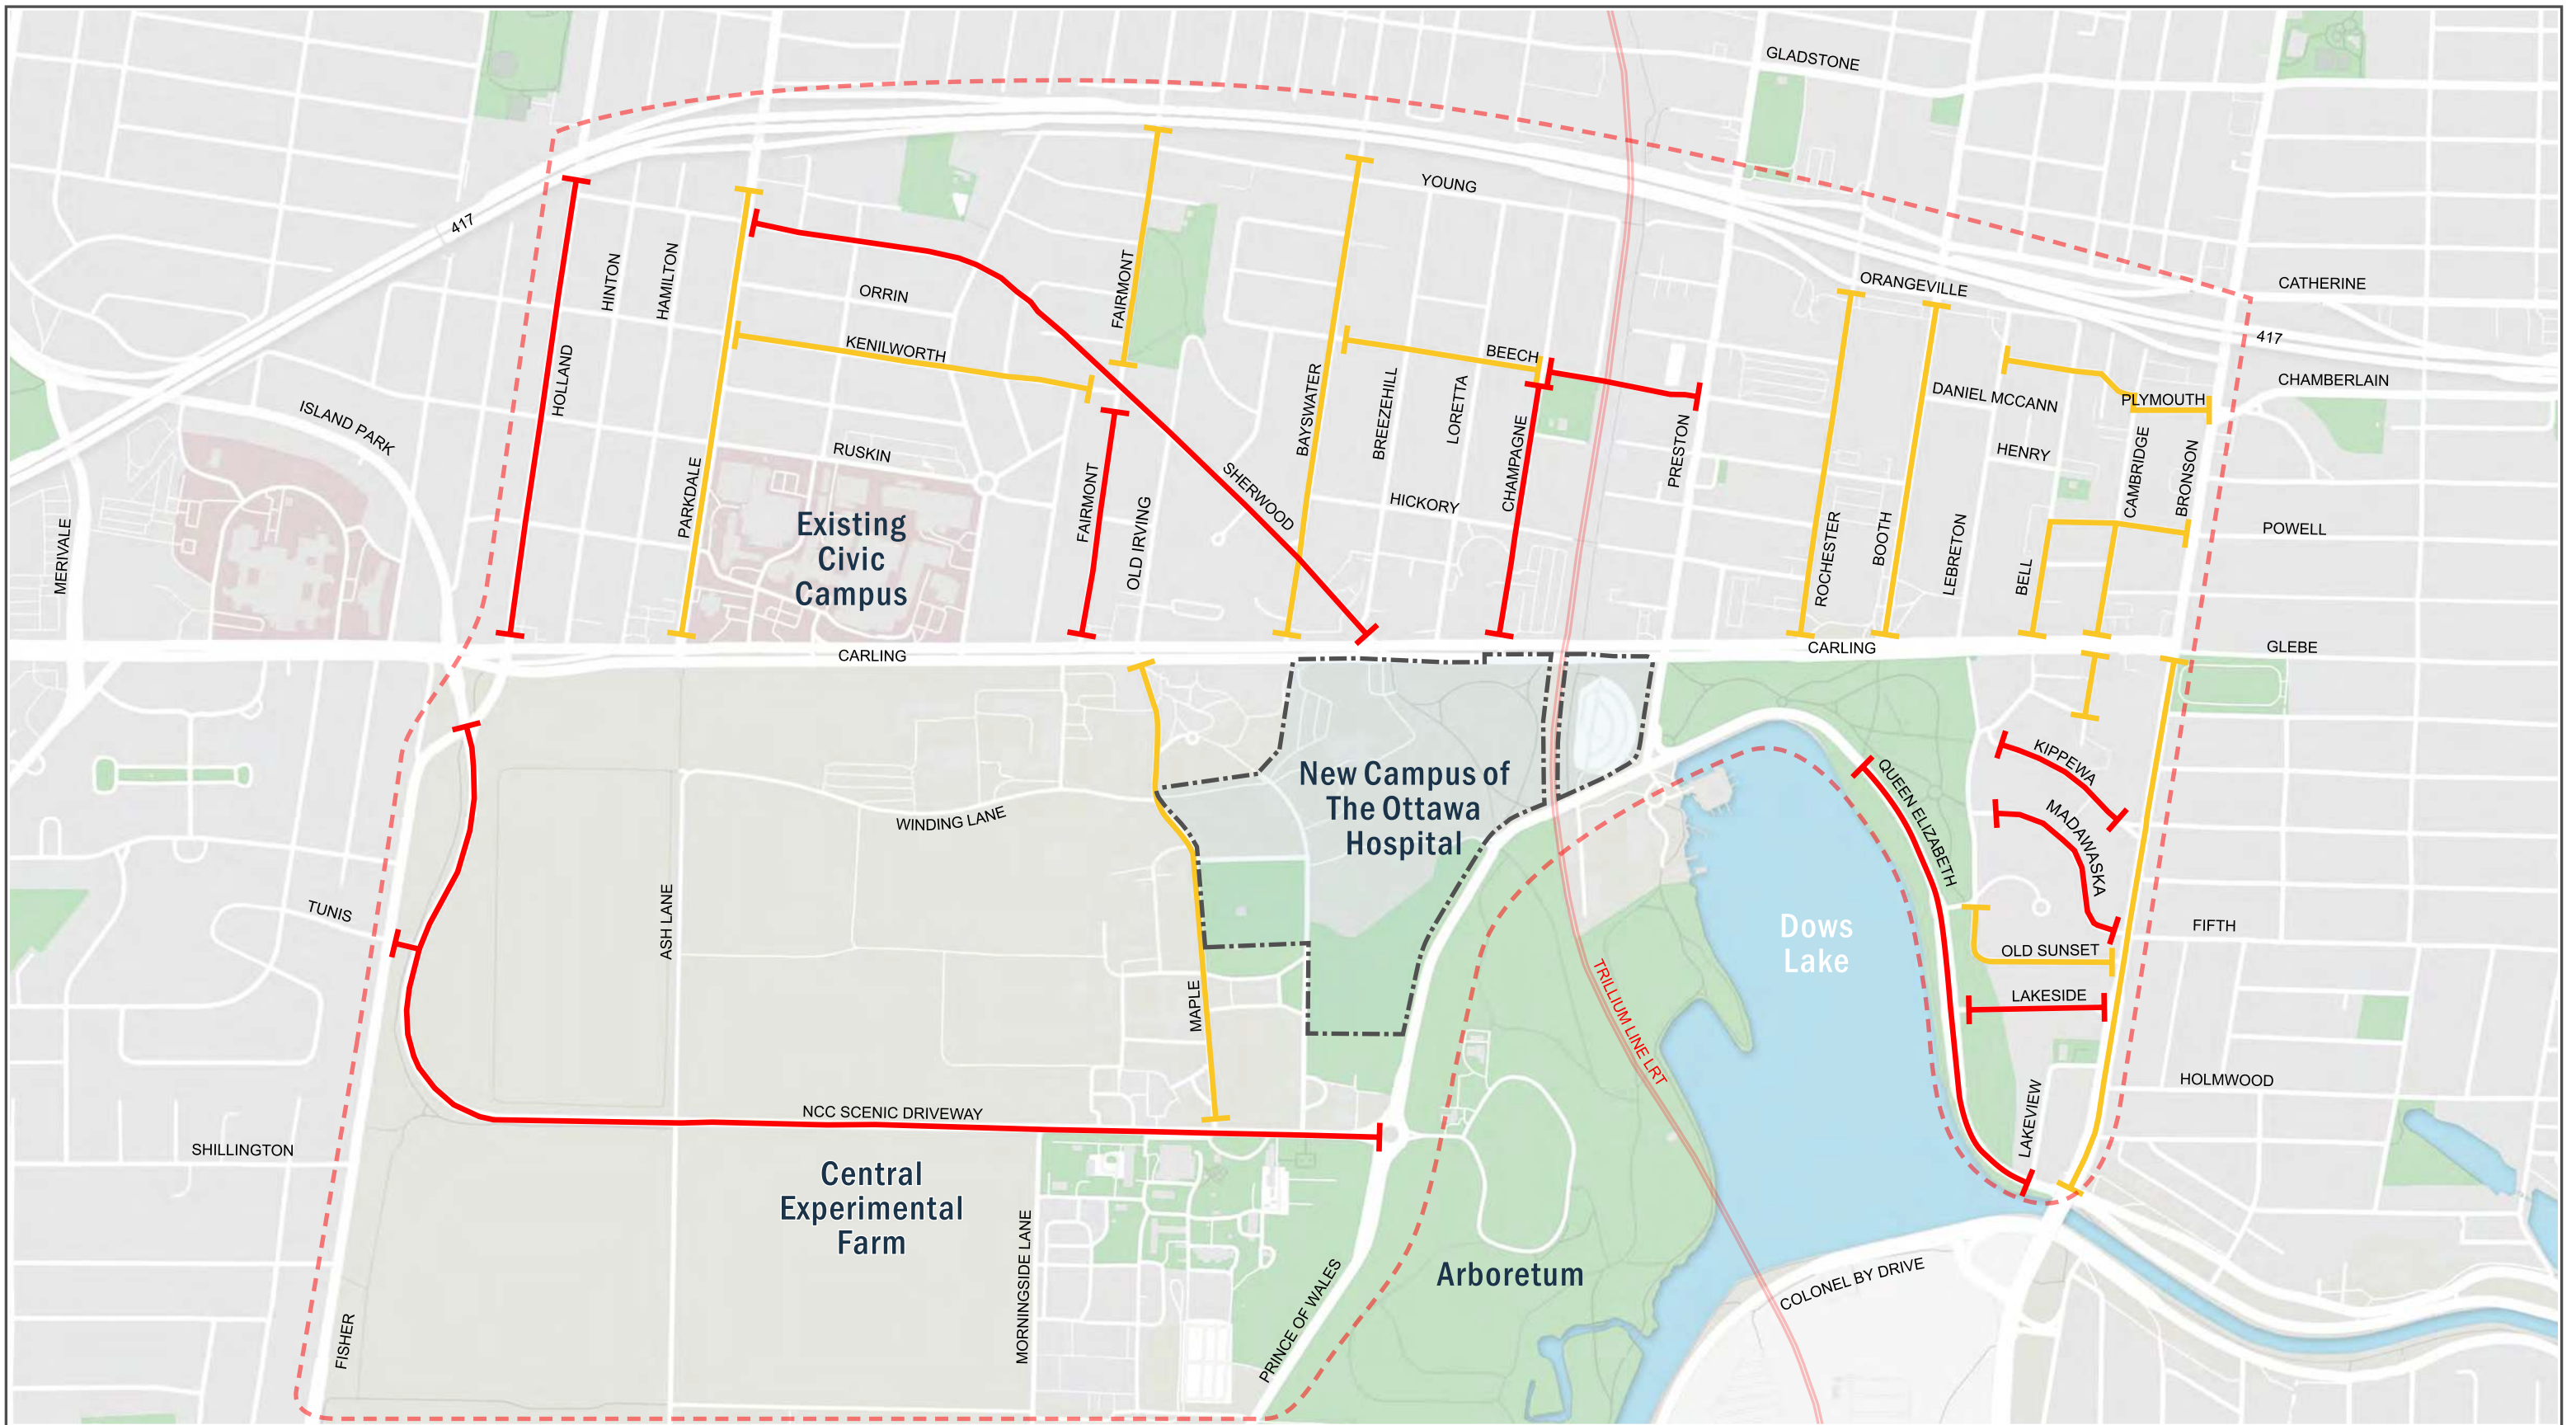 GLADSTONE
417
YOUNG
HINTON
HAMILTON
ORRIN
FAIRMONT
ORANGEVILLE
CATHERINE
417
KENILWORTH
BEECH
HOLLAND
CHAMBERLAIN
DANIEL MCCANN
PLYMOUTH
ISLAND PARK
BAYSWATER
BREEZEHILL
LORETTA
CHAMPAGNE
PRESTON
RUSKIN
HENRY
CAMBRIDGE
BRONSON
PARKDALE
SHERWOOD
FAIRMONT
HICKORY
Existing
Civic
Campus
MERIVALE
OLD IRVING
ROCHESTER
BOOTH
LEBRETON
BELL
POWELL
CARLING
CARLING
GLEBE
KIPPEWA
New Campus of
The Ottawa
Hospital
QUEEN ELIZABETH
MADAWASKA
WINDING LANE
TUNIS
ASH LANE
Dows
Lake
FIFTH
OLD SUNSET
MAPLE
TRILLIUM LINE LRT
LAKESIDE
HOLMWOOD
NCC SCENIC DRIVEWAY
LAKEVIEW
SHILLINGTON
Central
Experimental
Farm
MORNINGSIDE LANE
Arboretum
COLONEL BY DRIVE
FISHER
PRINCE OF WALES